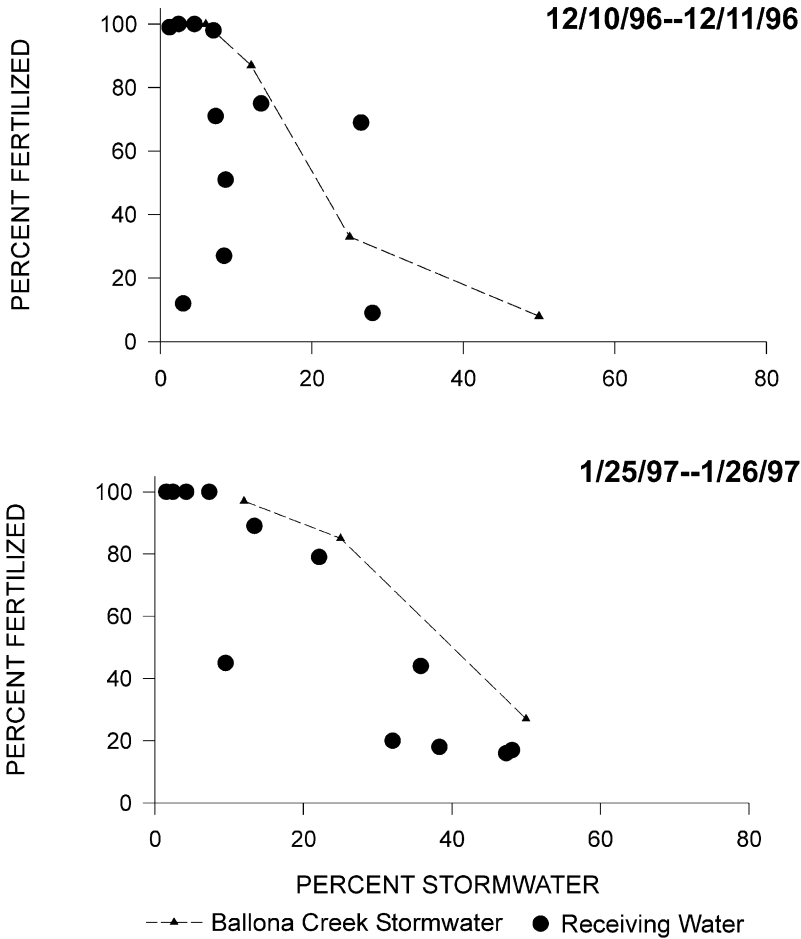 12/10/96--12/11/96
PERCENT FERTILIZED
100
80
60
40
20
0
0 20 40 60 80
1/25/97--1/26/97
PERCENT FERTILIZED
100
80
60
40
20
0
0 20 40 60 80
PERCENT STORMWATER
Ballona Creek Stormwater Receiving Water